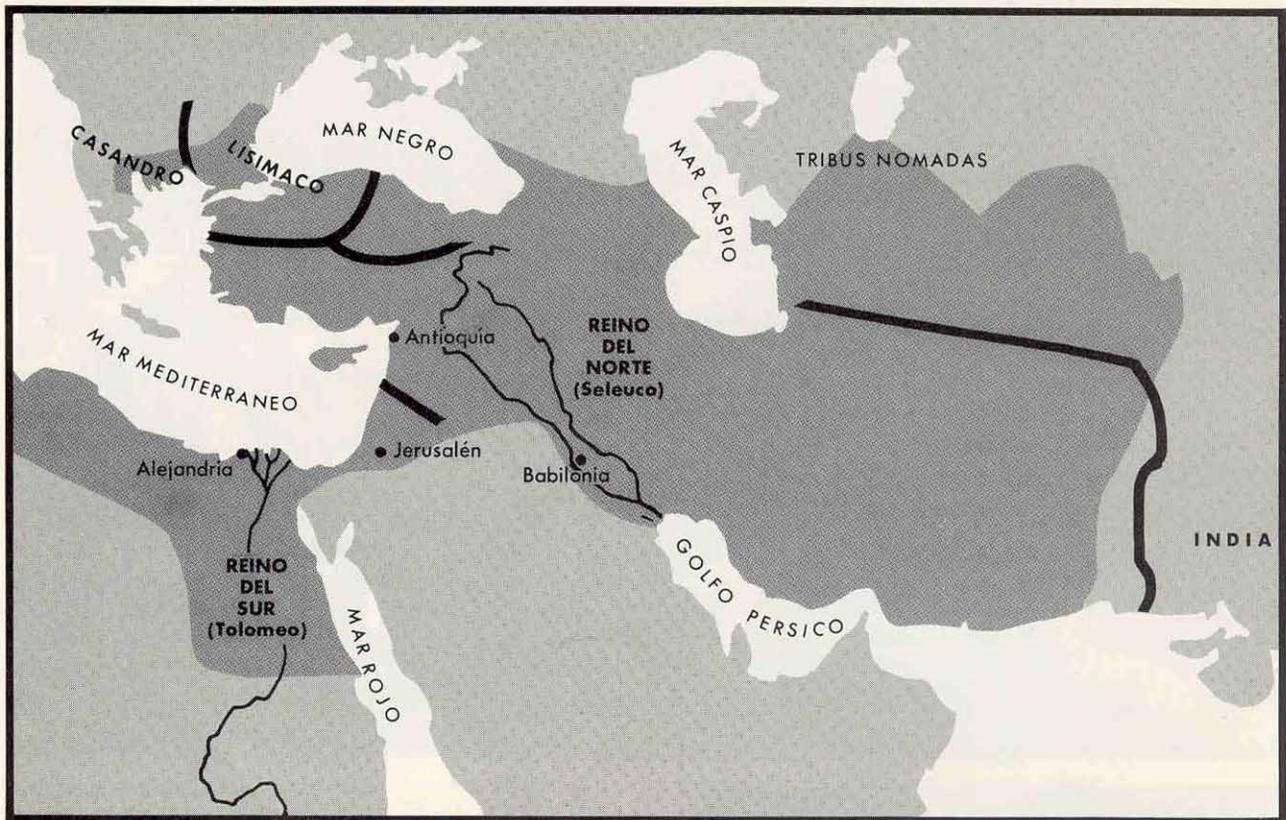 CASANDRO
LISIMACO
MAR NEGRO
MAR CASPIO
TRIBUS NOMADAS
MAR MEDITERRANEO
Antioquía
REINO
DEL
NORTE
(Seleuco)
Alejandría
Jerusalén
Babilonia
INDIA
REINO
DEL
SUR
(Tolomeo)
MAR ROJO
GOLFO PERSICO